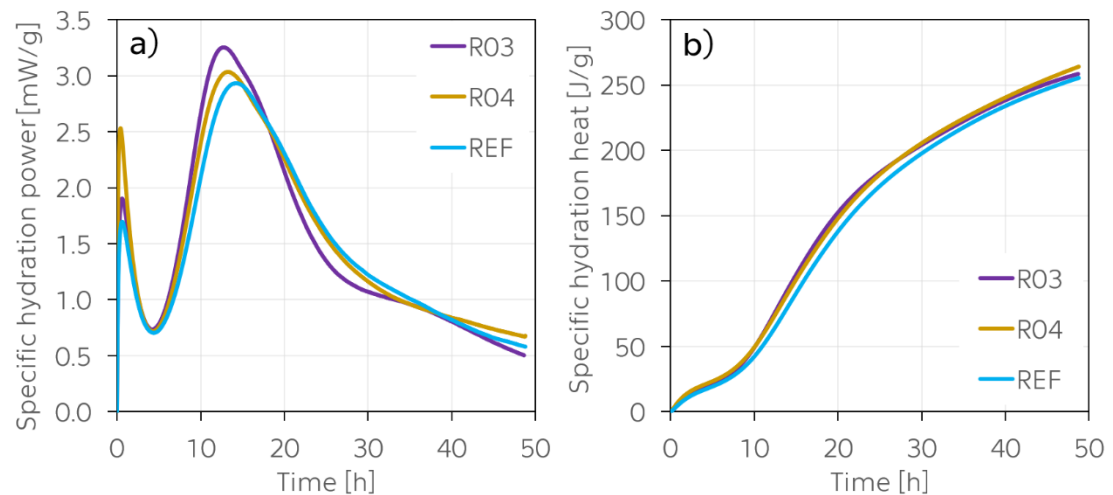 a)
Specific hydration power [mW/g]
3.5
3.0
2.5
2.0
1.5
1.0
0.5
0.0
R03
R04
REF
0 10 20 30 40 50
Time [h]
b)
Specific hydration heat [J/g]
300
250
200
150
100
50
0
R03
R04
REF
0 10 20 30 40 50
Time [h]